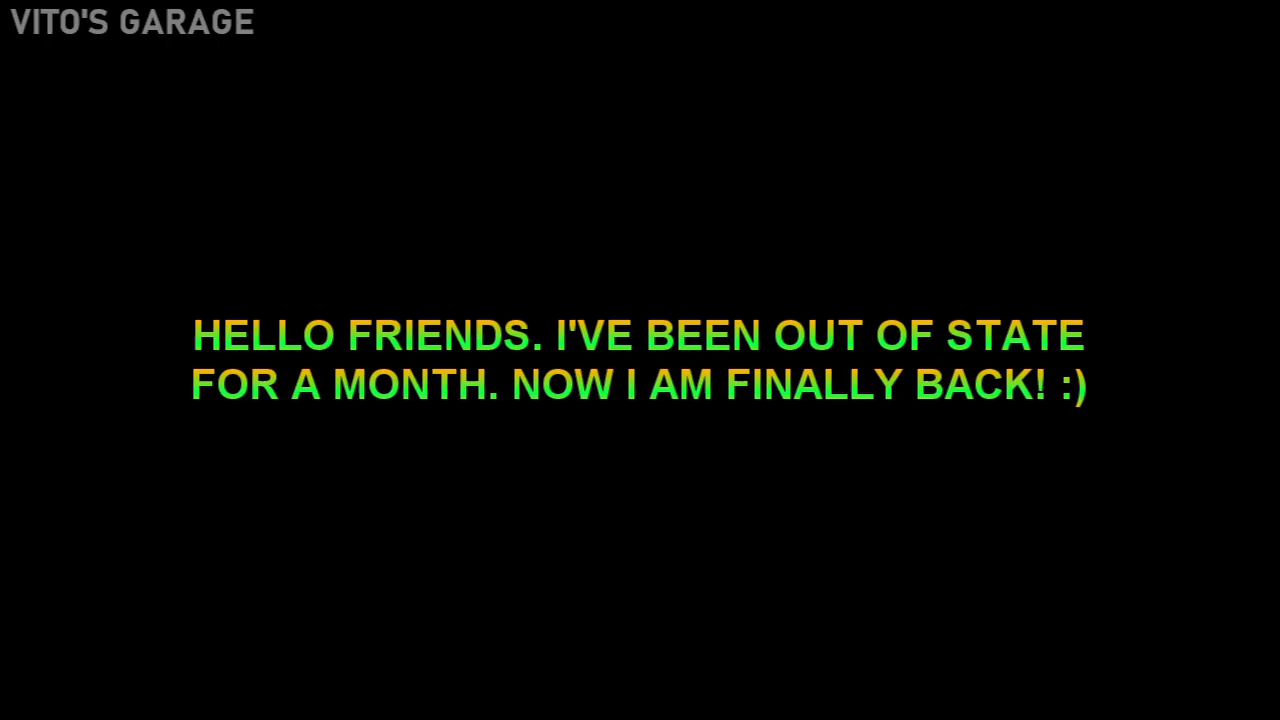 VITO'S GARAGE
HELLO FRIENDS. I'VE BEEN OUT OF STATE
FOR A MONTH. NOW I AM FINALLY BACK! :)